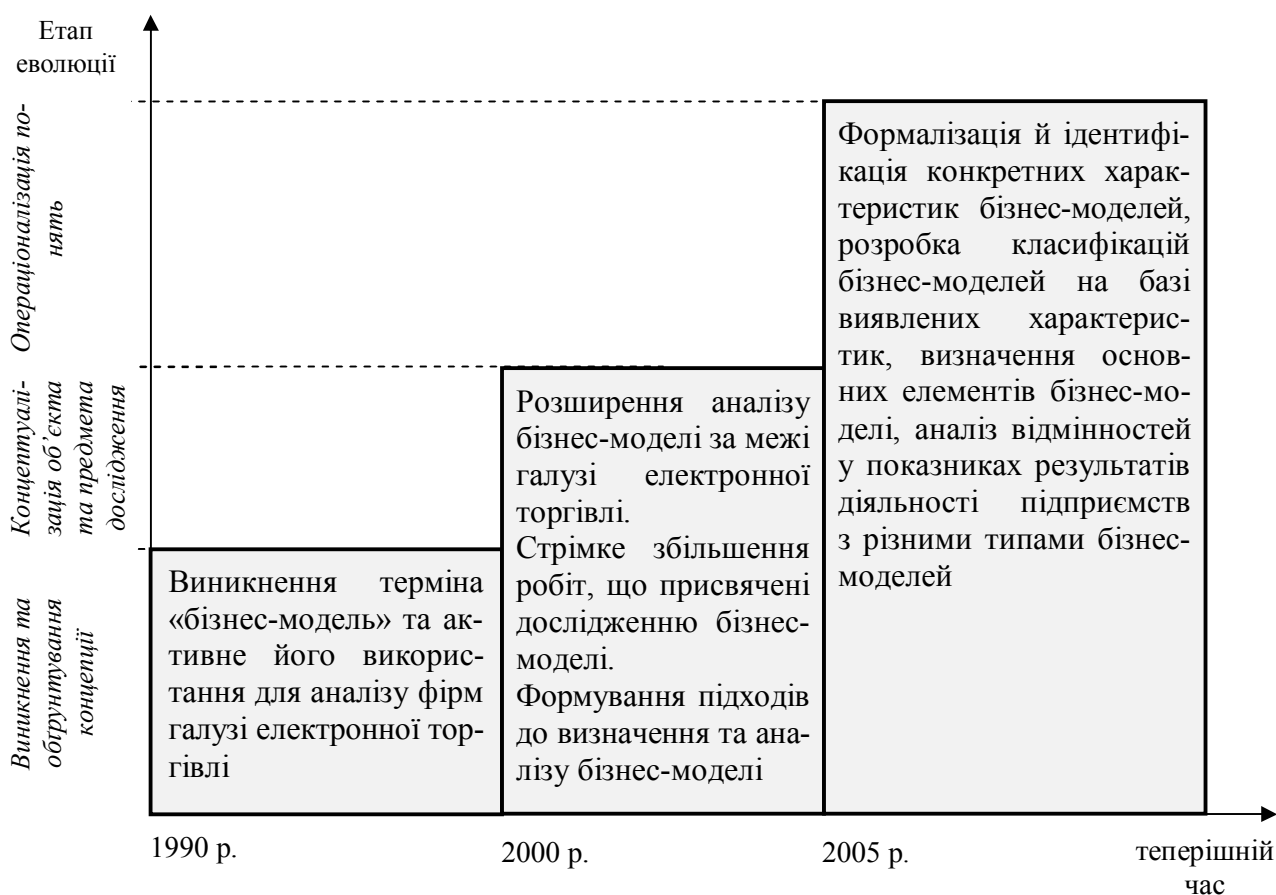 Етап
еволюції
Операціоналізація по-
нять
Концептуалі-
зація об’єкта
та предмета
дослідження
Виникнення та
обґрунтування
концепції
Виникнення терміна
«бізнес-модель» та ак-
тивне його викорис-
тання для аналізу фірм
галузі електронної тор-
гівлі
Розширення аналізу
бізнес-моделі за межі
галузі електронної
торгівлі.
Стрімке збільшення
робіт, що присвячені
дослідженню бізнес-
моделі.
Формування підходів
до визначення та ана-
лізу бізнес-моделі
Формалізація й ідентифі-
кація конкретних харак-
теристик бізнес-моделей,
розробка класифікацій
бізнес-моделей на базі
виявлених характерис-
тик, визначення основ-
них елементів бізнес-мо-
делі, аналіз відмінностей
у показниках результатів
діяльності підприємств
з різними типами бізнес-
моделей
1990 р.
2000 р.
2005 р.
теперішній
час